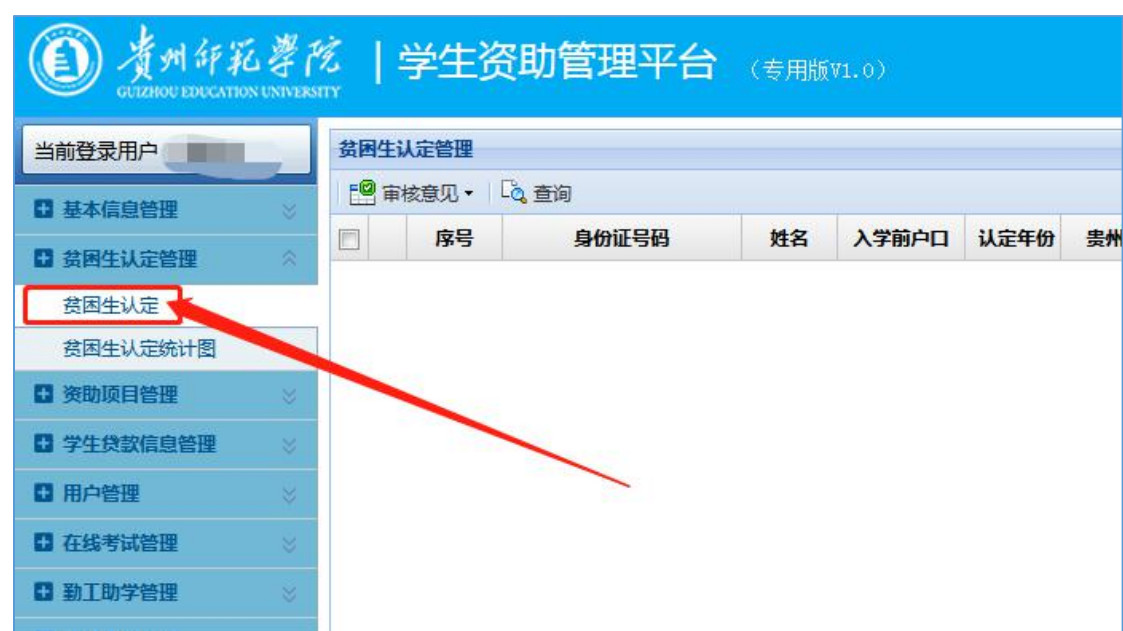 貴州師範學院
GUIZHOU EDUCATION UNIVERSITY
|学生资助管理平台 (专用版V1.0)
当前登录用户
基本信息管理
贫困生认定管理
贫困生认定
贫困生认定统计图
资助项目管理
学生贷款信息管理
用户管理
在线考试管理
勤工助学管理
贫困生认定管理
审核意见 查询
序号 身份证号码 姓名 入学前户口 认定年份 贵州